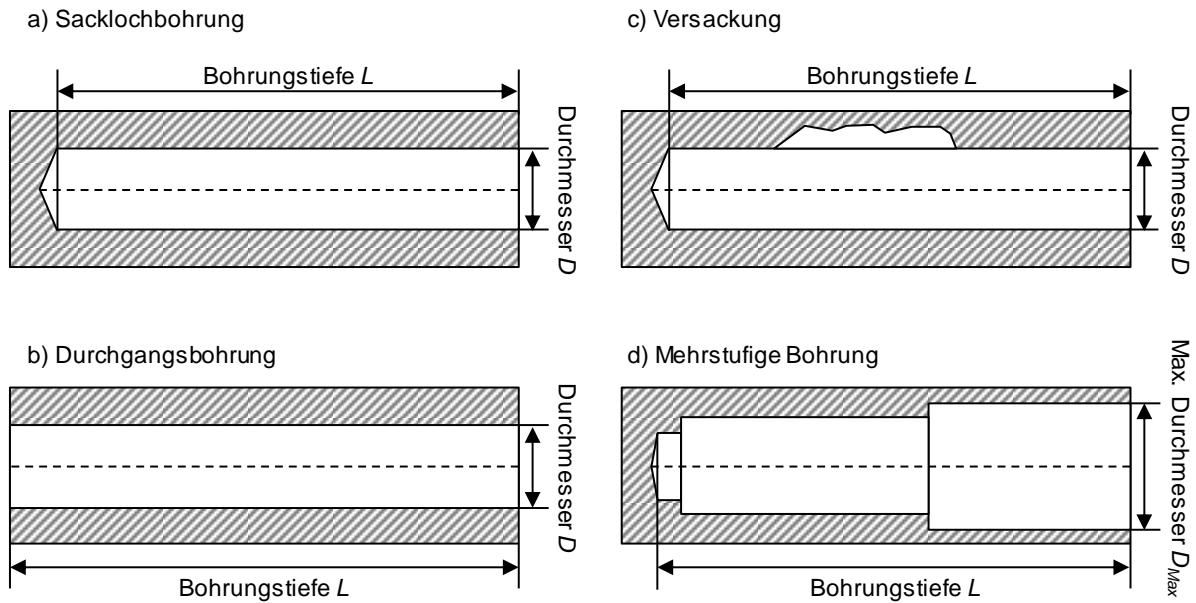 a) Sacklochbohrung
Bohrungstiefe L
Durchmesser D
c) Versackung
Bohrungstiefe L
Durchmesser D
b) Durchgangsbohrung
Durchmesser D
Bohrungstiefe L
d) Mehrstufige Bohrung
Max. Durchmesser DMax
Bohrungstiefe L